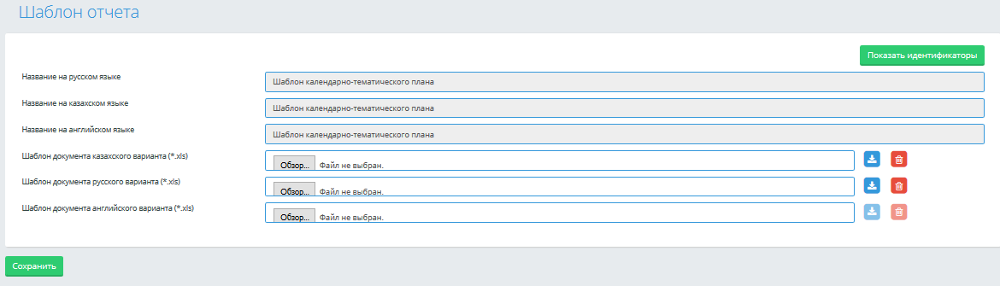 Шаблон отчета
Показать идентификаторы
Название на русском языке
Шаблон календарно-тематического плана
Название на казахском языке
Шаблон календарно-тематического плана
Название на английском языке
Шаблон календарно-тематического плана
Шаблон документа казахского варианта (*.xls)
Обзор... Файл не выбран.
Шаблон документа русского варианта (*.xls)
Обзор... Файл не выбран.
Шаблон документа английского варианта (*.xls)
Обзор... Файл не выбран.
Сохранить